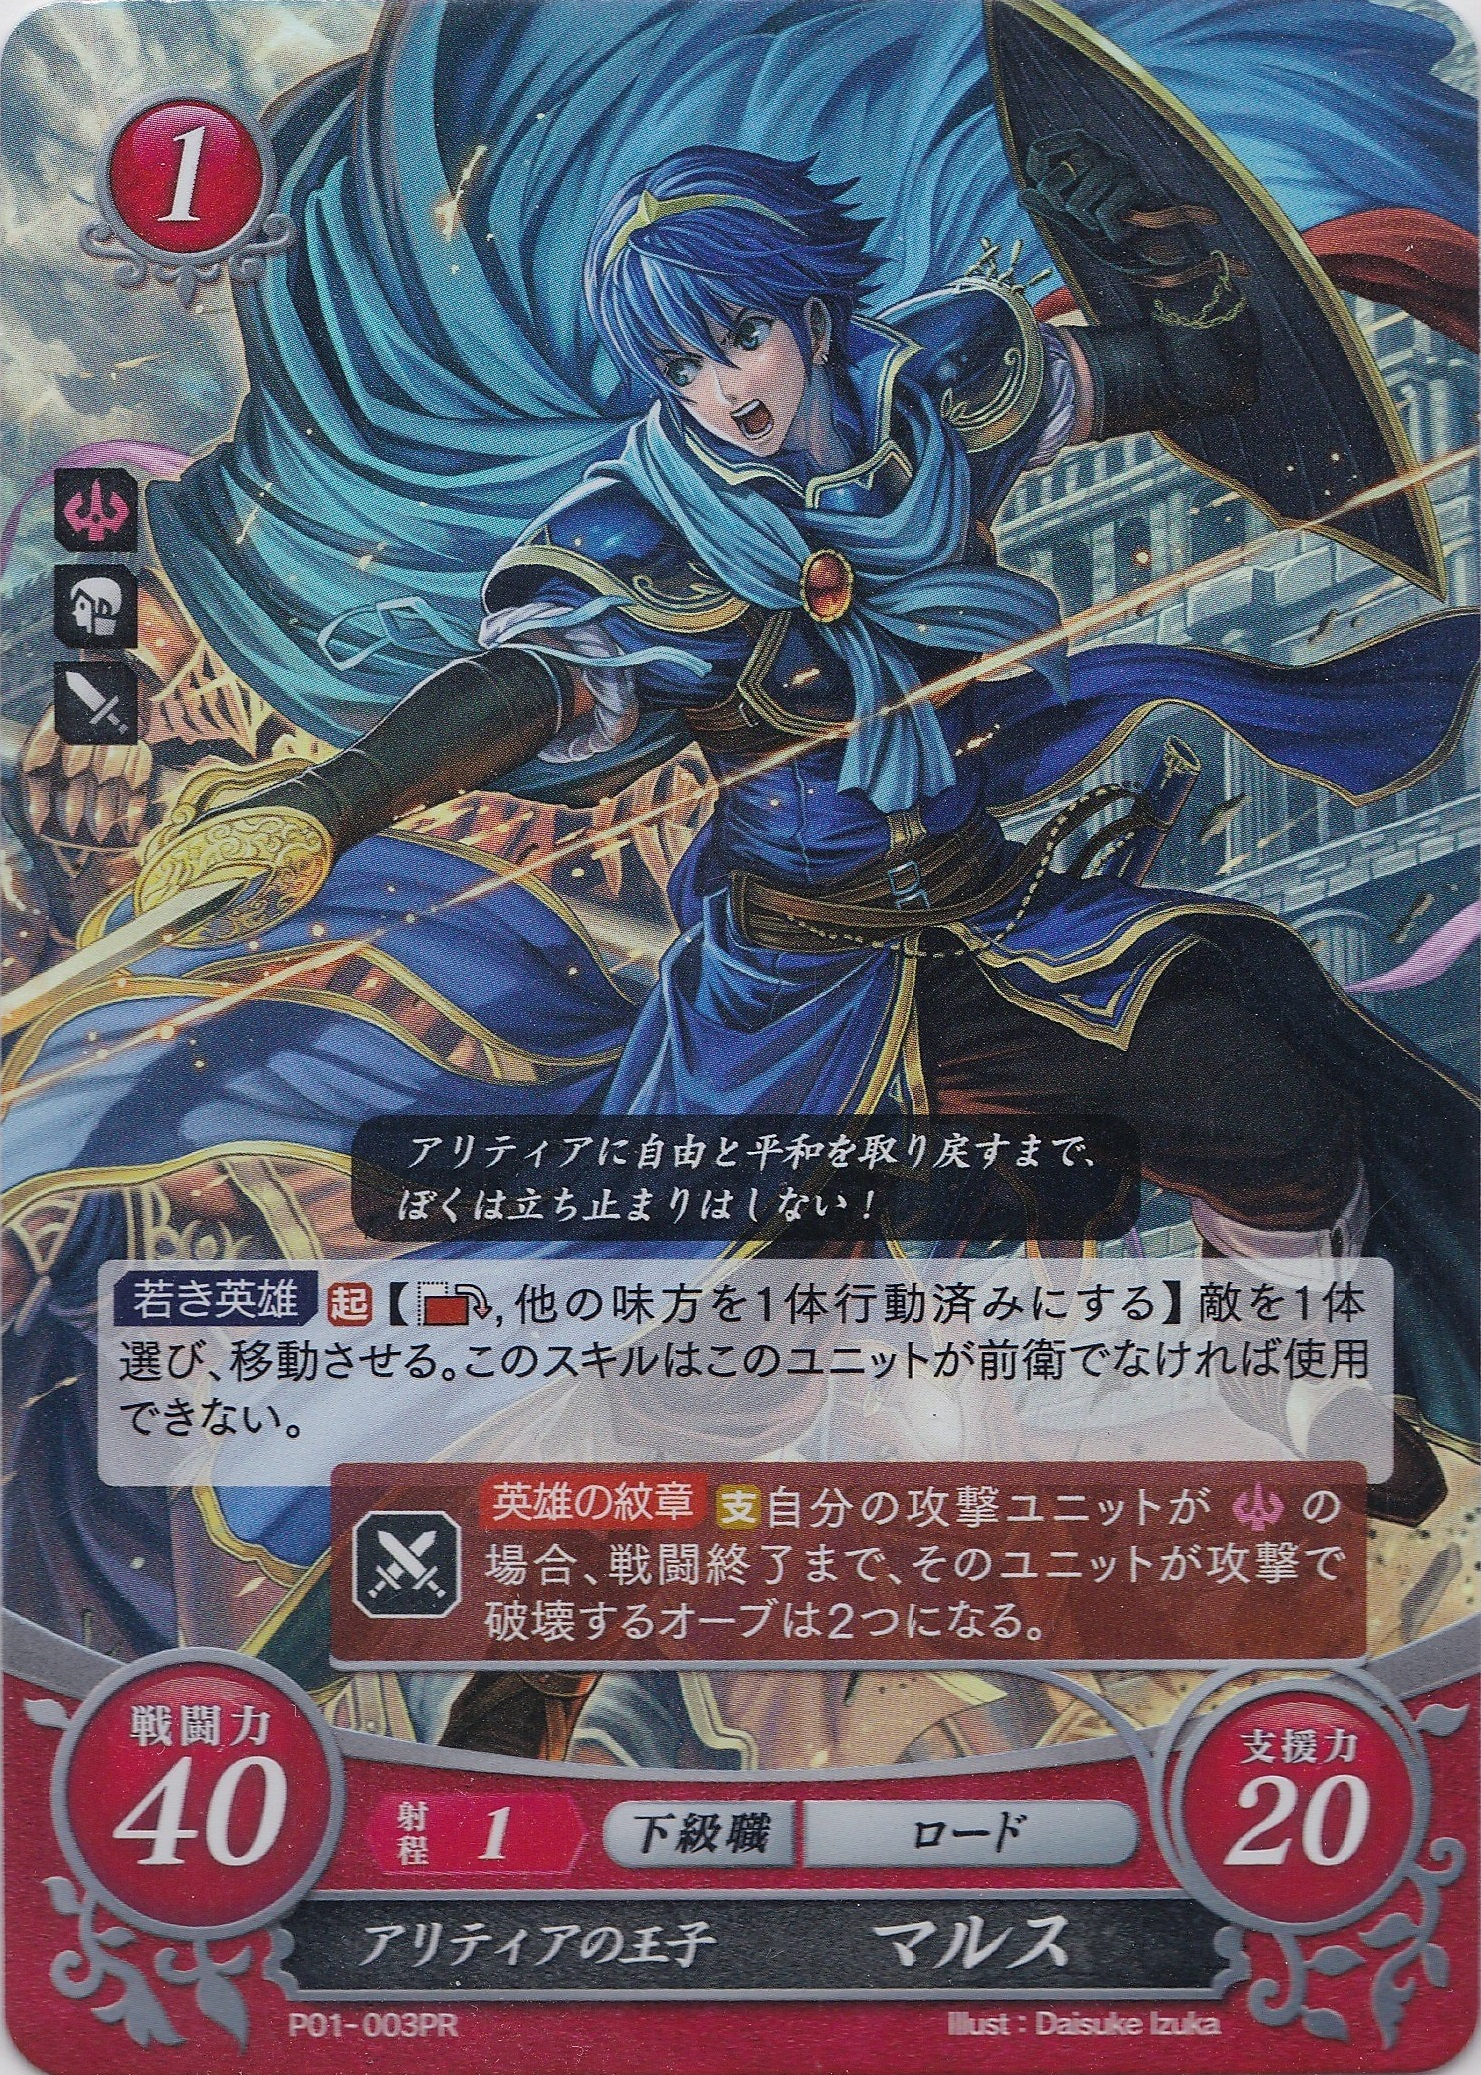 1
アリティアに自由と平和を取り戻すまで、
ぼくは立ち止まりはしない！
若き英雄 起【 ,他の味方を1体行動済みにする】敵を1体
選び、移動させる。このスキルはこのユニットが前衛でなければ使用
できない。
英雄の紋章 支 自分の攻撃ユニットが の
場合、戦闘終了まで、そのユニットが攻撃で
破壊するオーブは2つになる。
戦闘力
40
射程 1
下級職 ロード
支援力
20
アリティアの王子 マルス
P01-003PR Illust : Daisuke Izuka